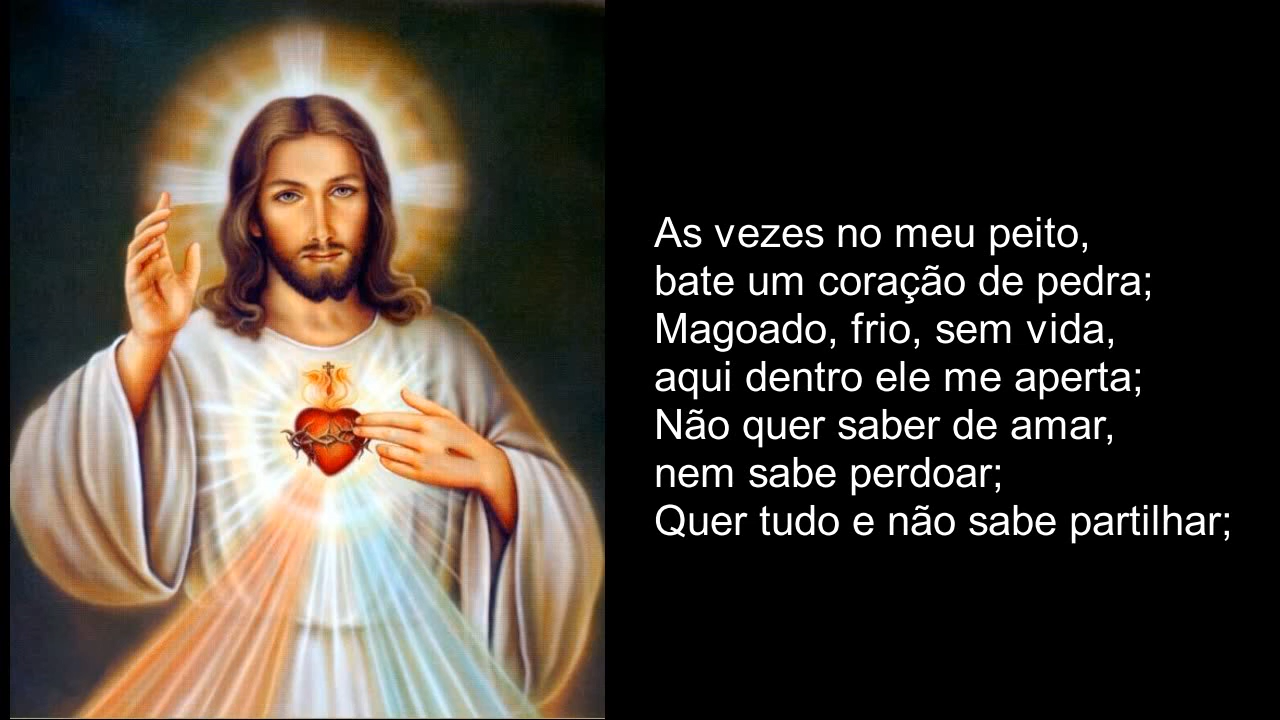 As vezes no meu peito,
bate um coração de pedra;
Magoado, frio, sem vida,
aqui dentro ele me aperta;
Não quer saber de amar,
nem sabe perdoar;
Quer tudo e não sabe partilhar;